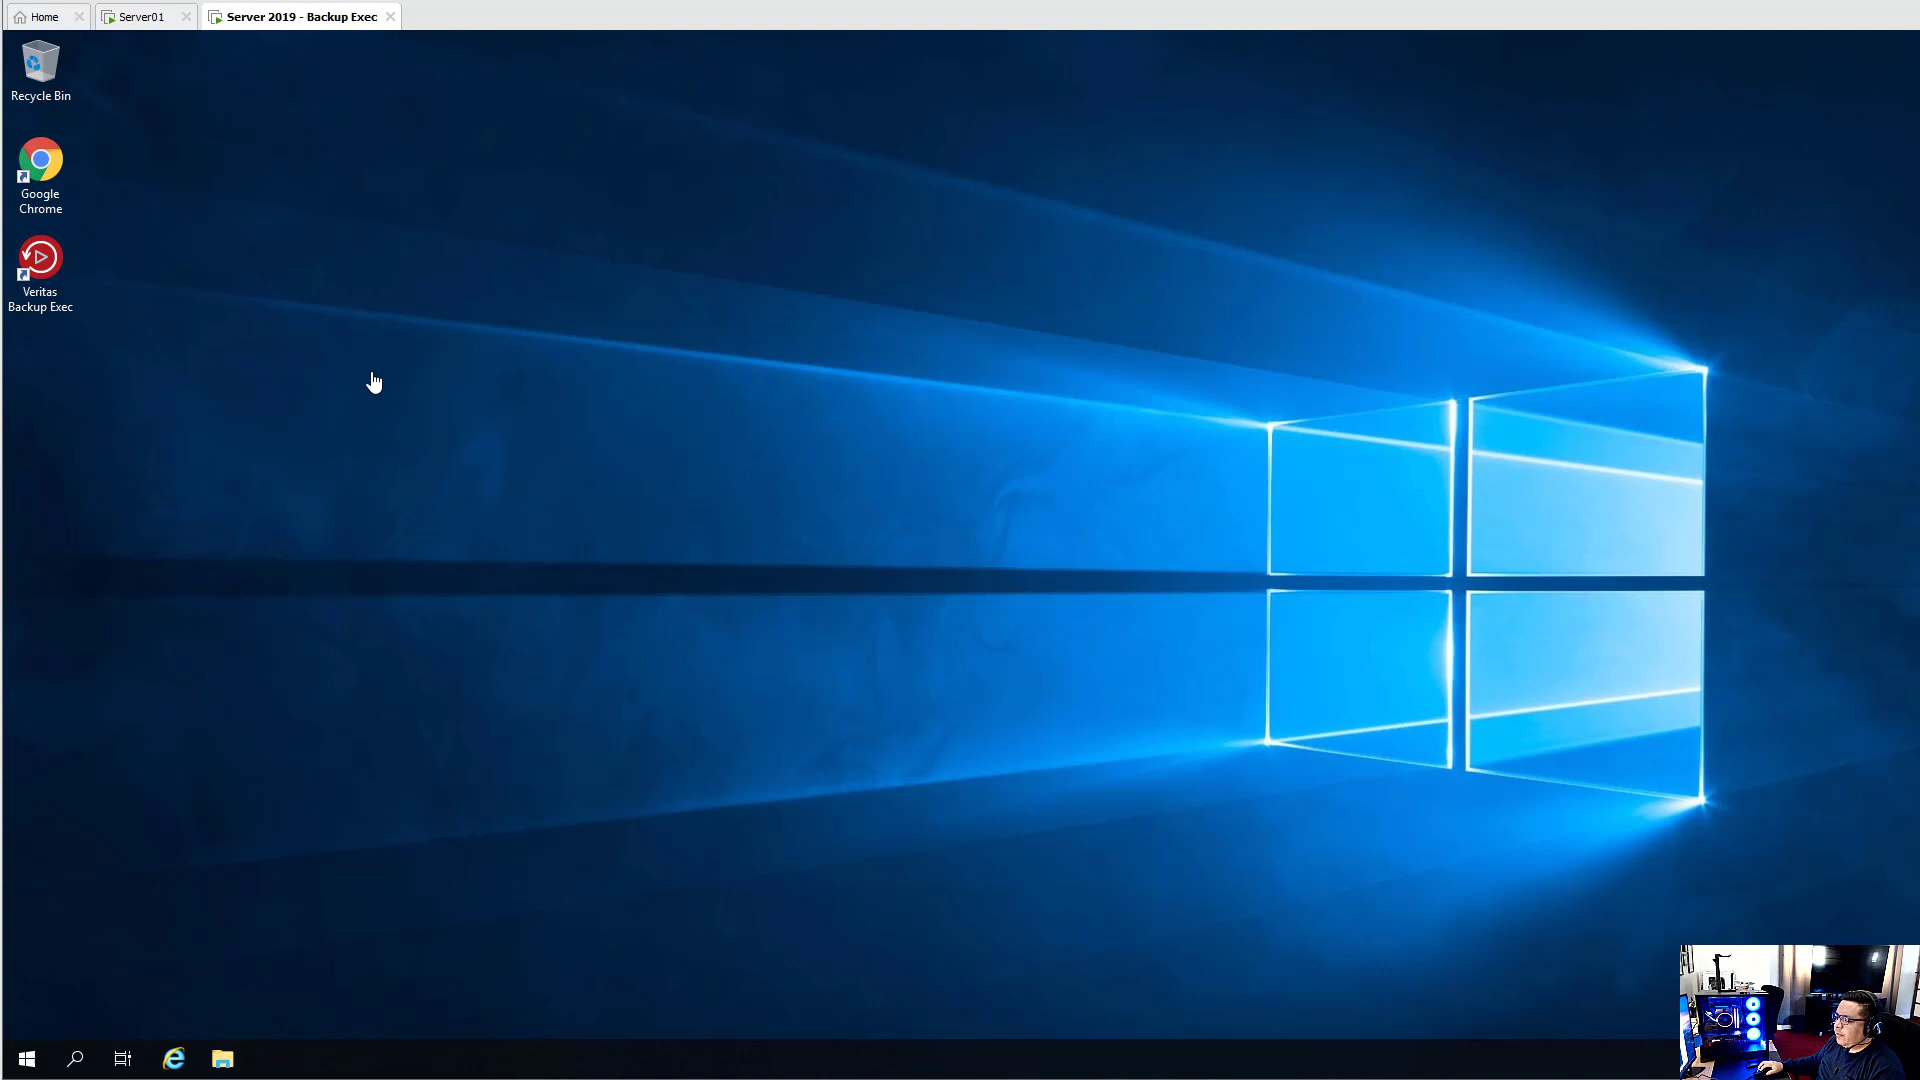 Home
Server01
Server 2019 - Backup Exec
Recycle Bin
Google
Chrome
Veritas
Backup Exec